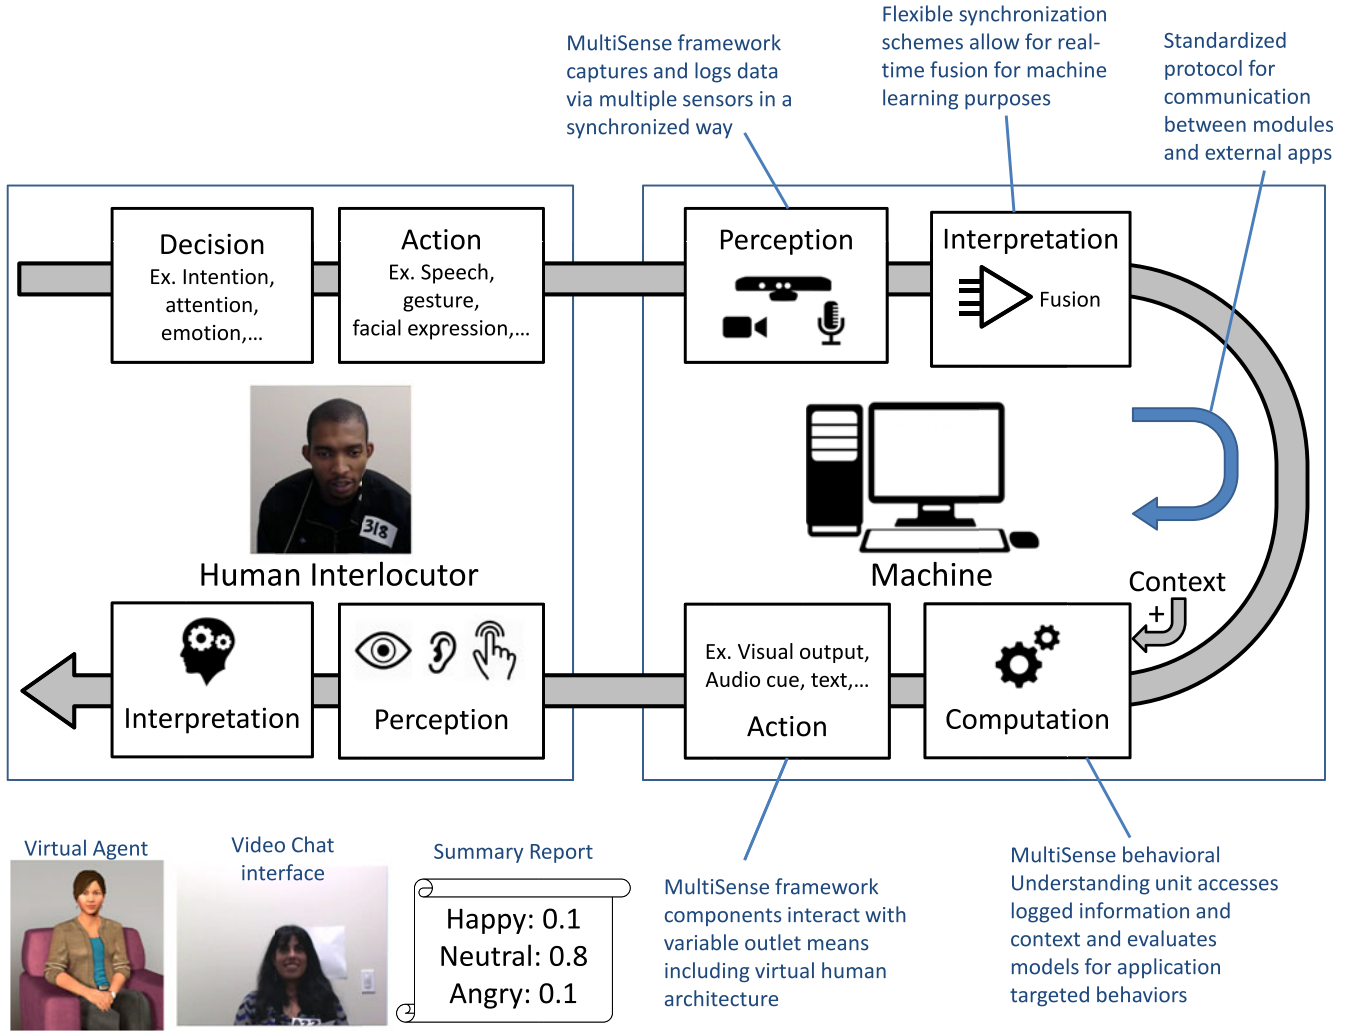 MultiSense framework
captures and logs data
via multiple sensors in a
synchronized way
Flexible synchronization
schemes allow for real-
time fusion for machine
learning purposes
Standardized
protocol for
communication
between modules
and external apps
Decision
Ex. Intention,
attention,
emotion,...
Action
Ex. Speech,
gesture,
facial expression,...
Perception
Interpretation
Fusion
318
Human Interlocutor
Machine
Context
+
Interpretation
Perception
Ex. Visual output,
Audio cue, text,...
Action
Computation
Virtual Agent
Video Chat
interface
Summary Report
Happy: 0.1
Neutral: 0.8
Angry: 0.1
MultiSense framework
components interact with
variable outlet means
including virtual human
architecture
MultiSense behavioral
Understanding unit accesses
logged information and
context and evaluates
models for application
targeted behaviors